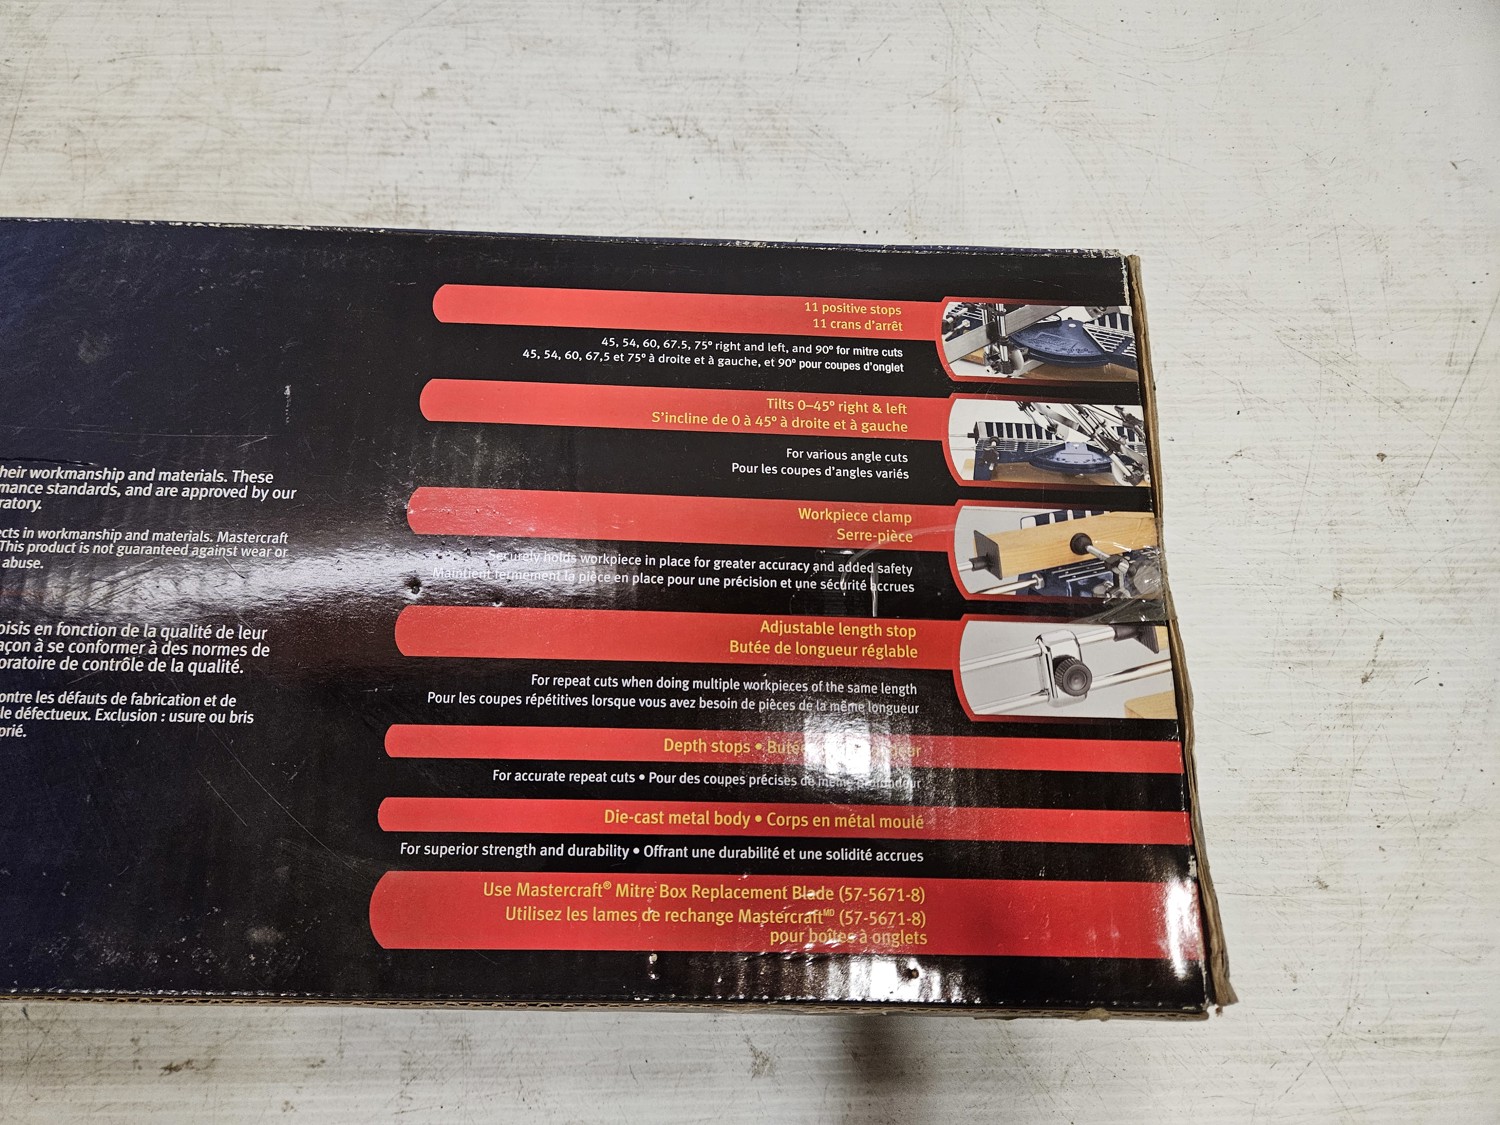 heir workmanship and materials. These
mance standards, and are approved by our
ratory.
ects in workmanship and materials. Mastercraft
This product is not guaranteed against wear or
abuse.
oisis en fonction de la qualité de leur
açon à se conformer à des normes de
oratoire de contrôle de la qualité.
ontre les défauts de fabrication et de
le défectueux. Exclusion : usure ou bris
prié.
11 positive stops
11 crans d'arrêt
45, 54, 60, 67.5, 75º right and left, and 90º for mitre cuts
45, 54, 60, 67,5 et 75º à droite et à gauche, et 90º pour coupes d'onglet
Tilts 0–45º right & left
S'incline de 0 à 45º à droite et à gauche
For various angle cuts
Pour les coupes d'angles variés
Workpiece clamp
Serre-pièce
Securely holds workpiece in place for greater accuracy and added safety
Maintient fermement la pièce en place pour une précision et une sécurité accrues
Adjustable length stop
Butée de longueur réglable
For repeat cuts when doing multiple workpieces of the same length
Pour les coupes répétitives lorsque vous avez besoin de pièces de la même longueur
Depth stops •
For accurate repeat cuts • Pour des coupes précises de même profondeur
Die-cast metal body • Corps en métal moulé
For superior strength and durability • Offrant une durabilité et une solidité accrues
Use Mastercraft® Mitre Box Replacement Blade (57-5671-8)
Utilisez les lames de rechange Mastercraft MD (57-5671-8)
pour boîtes à onglets